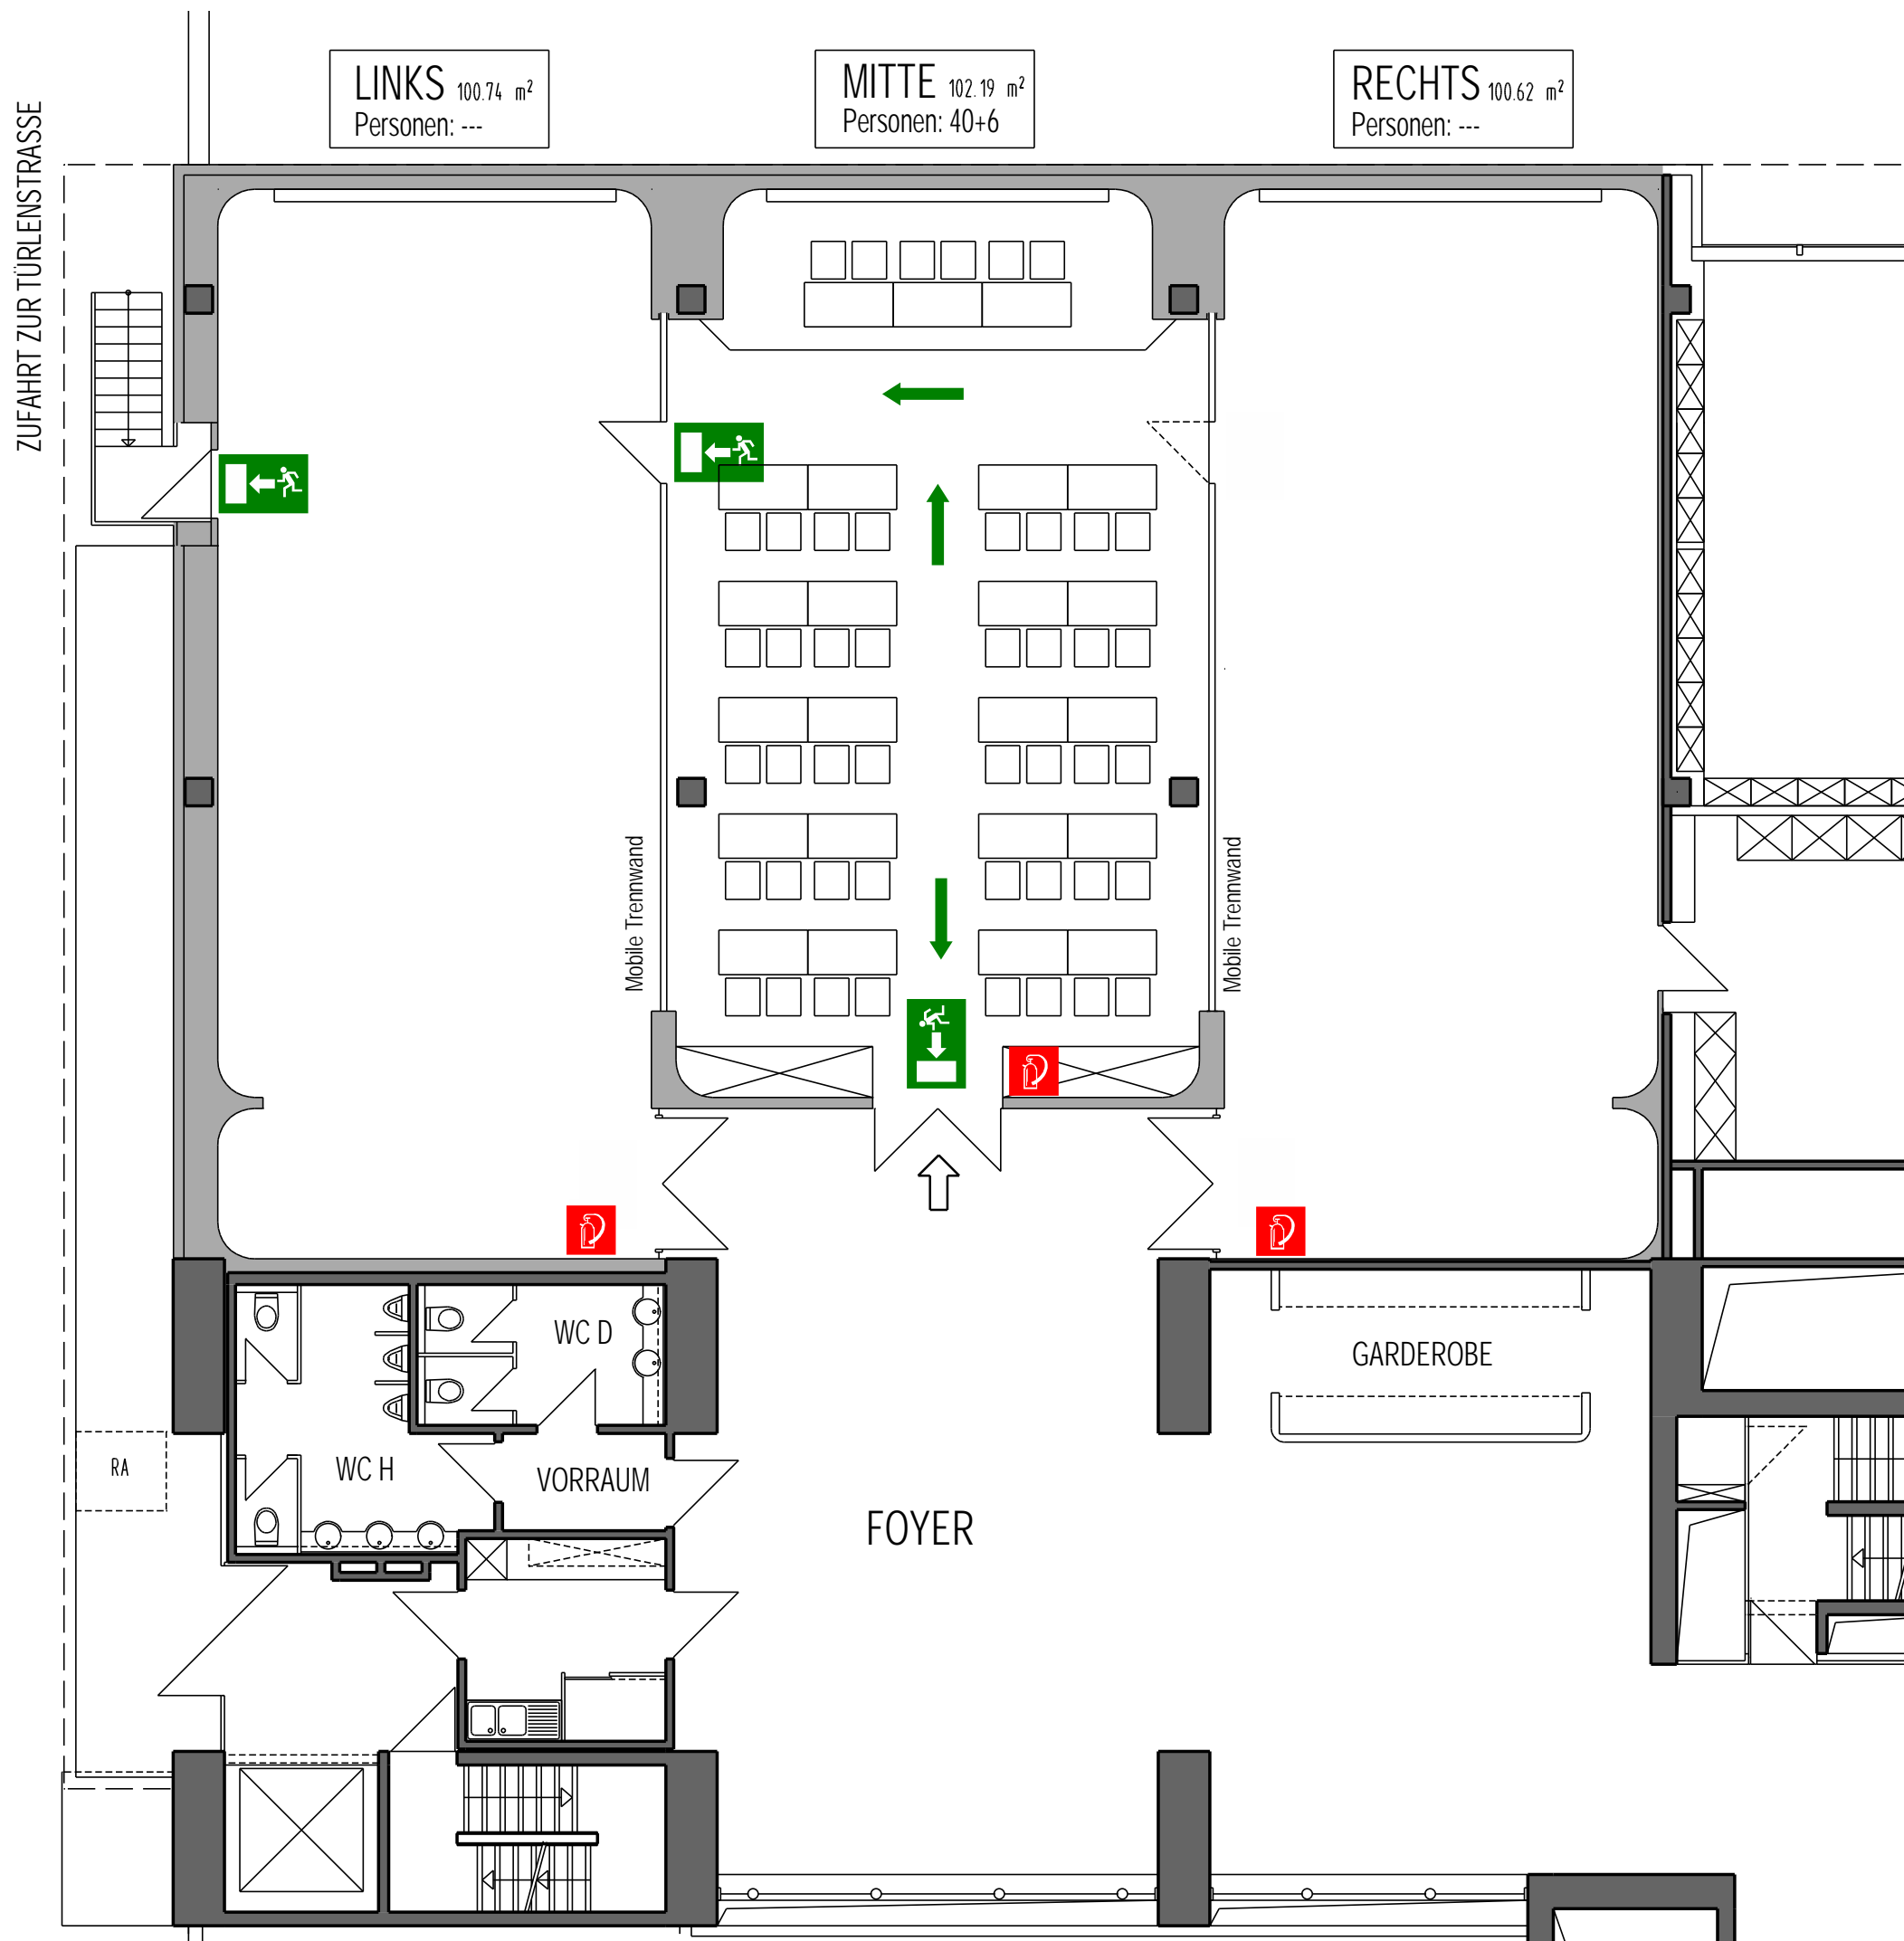 LINKS 100.74 m²
Personen: ---
MITTE 102.19 m²
Personen: 40+6
RECHTS 100.62 m²
Personen: ---
ZUFAHRT ZUR TÜRLENSTRASSE
Mobile Trennwand
Mobile Trennwand
WC D
GARDEROBE
WC H
VORRAUM
RA
FOYER